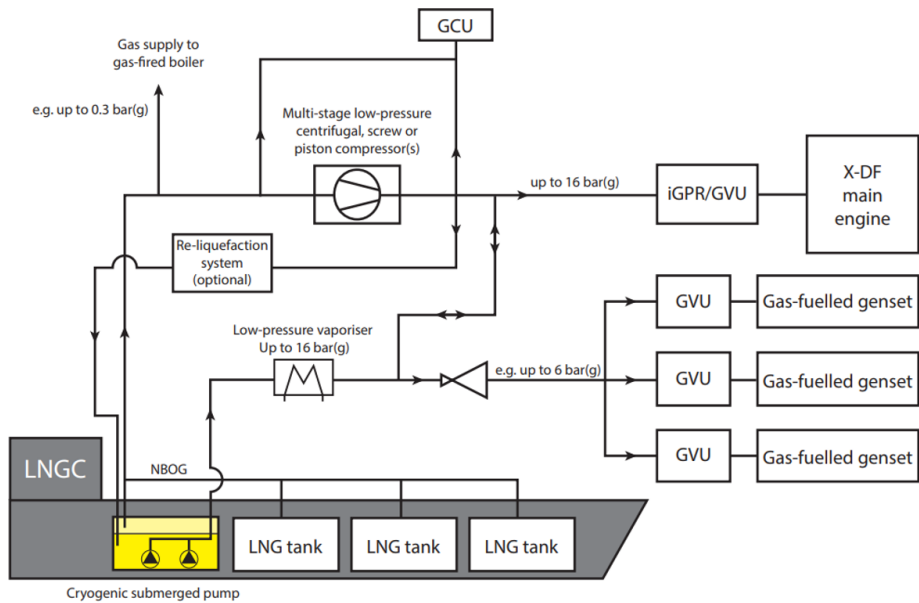 GCU
Gas supply to
gas-fired boiler
e.g. up to 0.3 bar(g)
Multi-stage low-pressure
centrifugal, screw or
piston compressor(s)
up to 16 bar(g)
iGPR/GVU
X-DF
main
engine
Re-liquefaction
system
(optional)
Low-pressure vaporiser
Up to 16 bar(g)
e.g. up to 6 bar(g)
GVU
Gas-fuelled genset
GVU
Gas-fuelled genset
GVU
Gas-fuelled genset
LNGC
NBOG
LNG tank
LNG tank
LNG tank
Cryogenic submerged pump